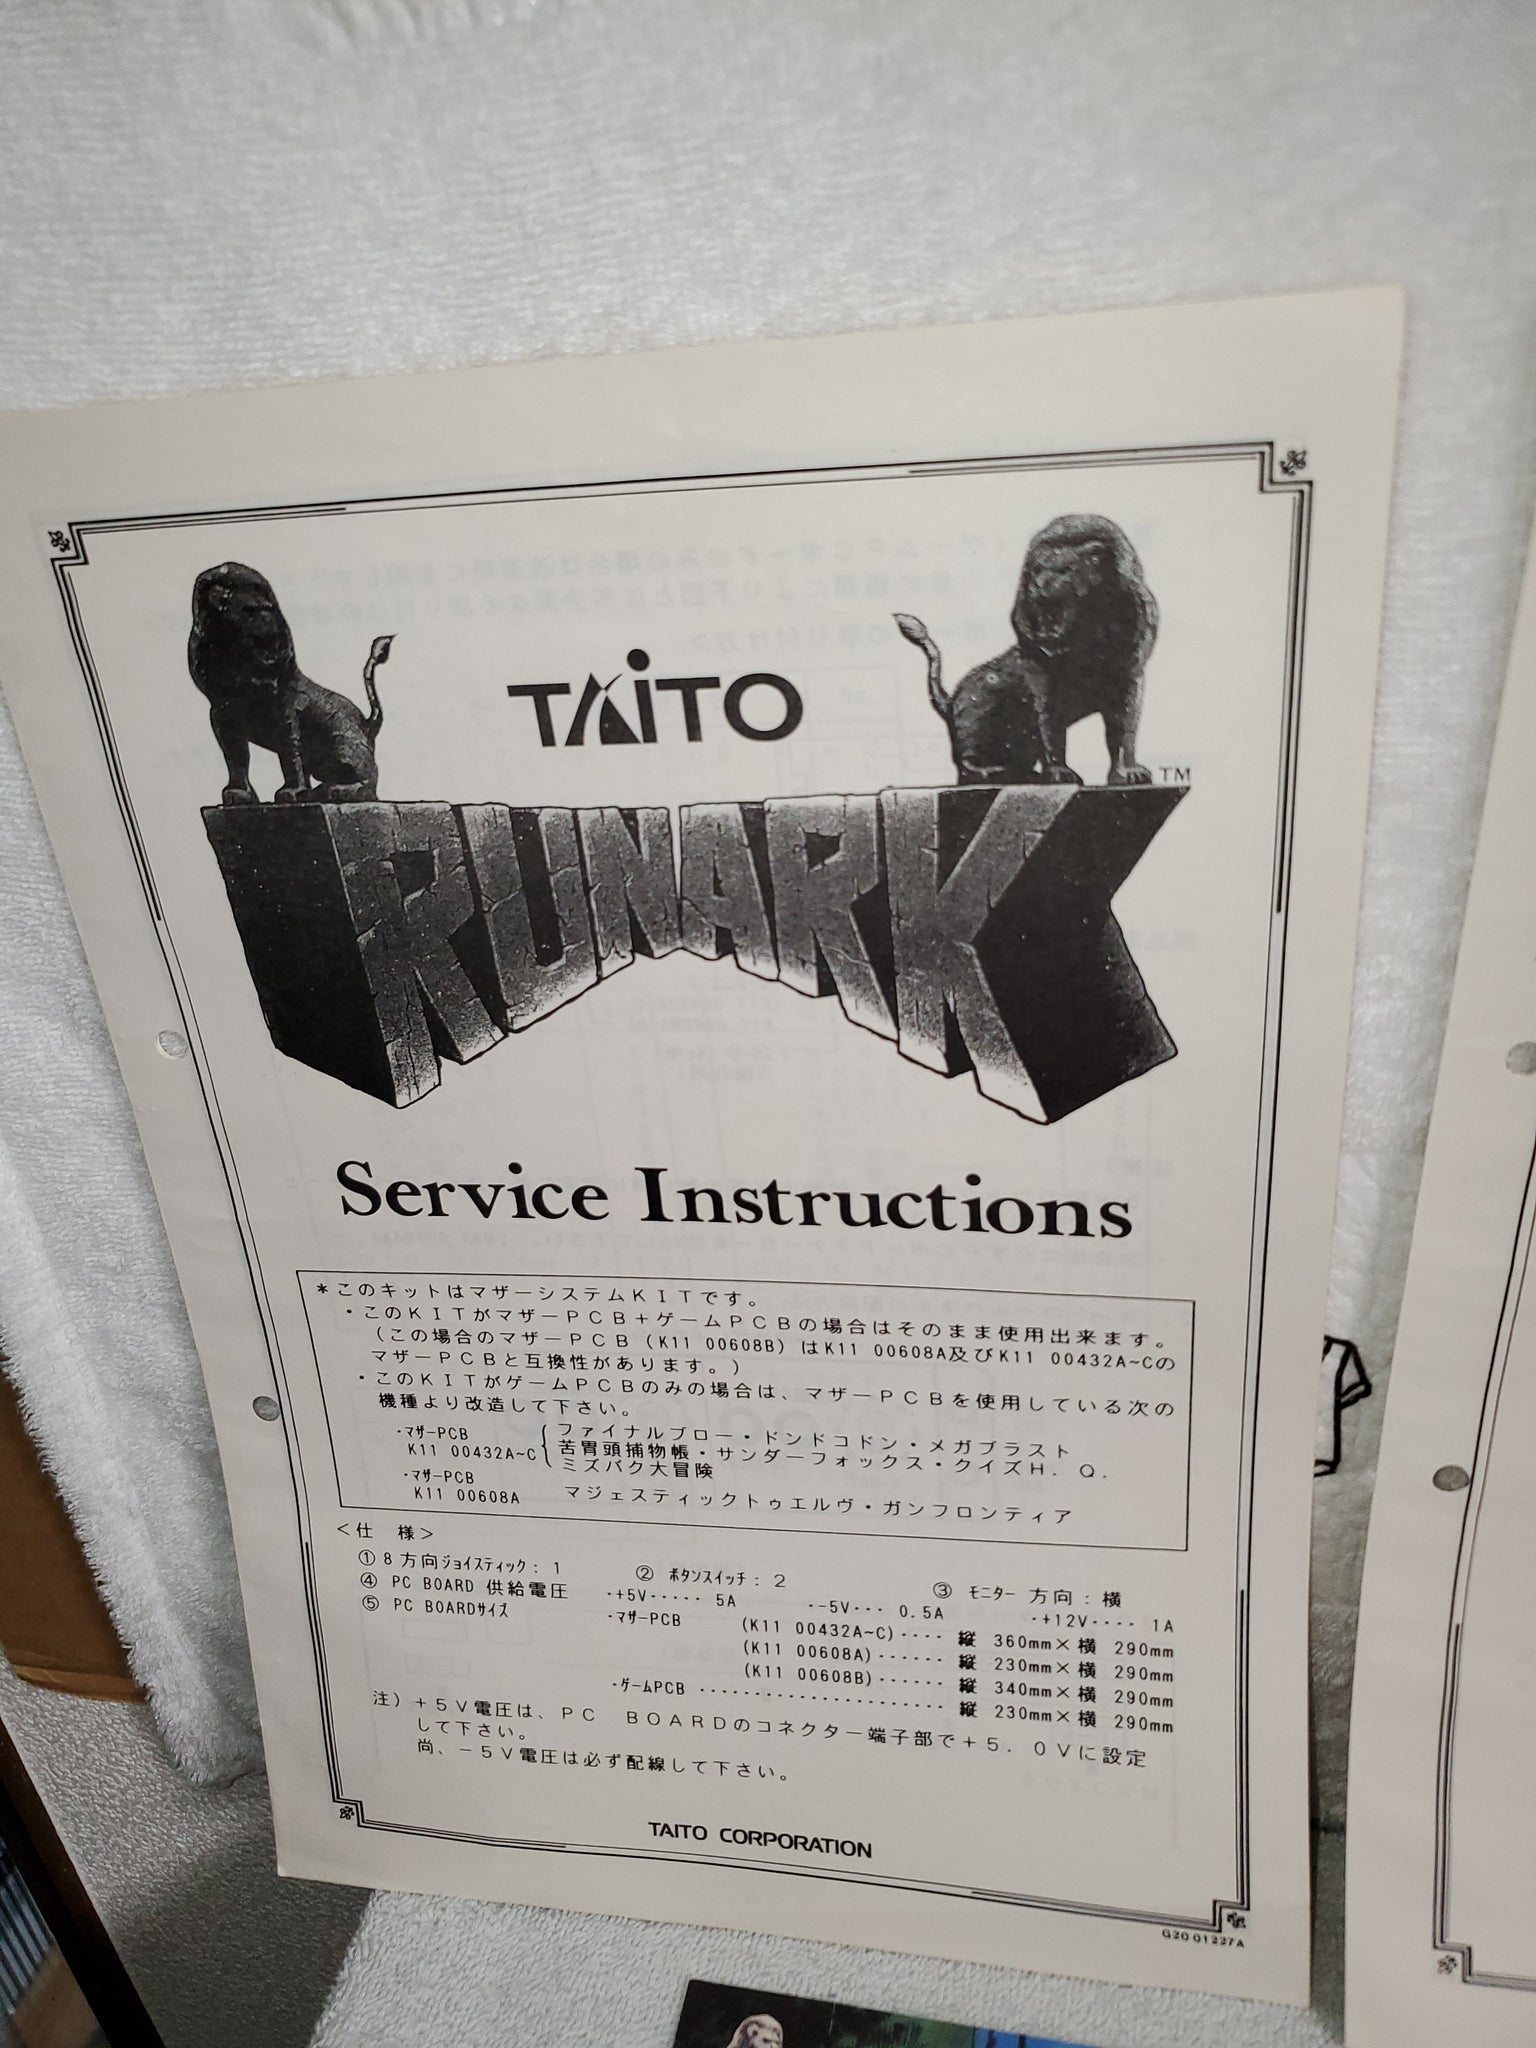 TAITO
RUNARK™
Service Instructions
＊このキットはマザーシステムＫＩＴです。
・このＫＩＴがマザーＰＣＢ＋ゲームＰＣＢの場合はそのまま使用出来ます。
（この場合のマザーＰＣＢ（K11 00608B）はK11 00608A及びK11 00432A~Cの
マザーＰＣＢと互換性があります。）
・このＫＩＴがゲームＰＣＢのみの場合は、マザーＰＣＢを使用している次の
機種より改造して下さい。
・ﾏｻﾞｰPCB
K11 00432A~C
ファイナルブロー・ドンドコドン・メガブラスト
苦胃頭捕物帳・サンダーフォックス・クイズＨ．Ｑ．
ミズバク大冒険
・ﾏｻﾞｰPCB
K11 00608A マジェスティックトゥエルヴ・ガンフロンティア
＜仕 様＞
①８方向ｼﾞｮｲｽﾃｨｯｸ： 1 ② ﾎﾞﾀﾝｽｲｯﾁ：２ ③ ﾓﾆﾀｰ 方向：横
④ PC BOARD 供給電圧 ・+5V····· 5A ・-5V··· 0.5A ・+12V···· 1A
⑤ PC BOARDｻｲｽﾞ ・ﾏｻﾞｰPCB (K11 00432A~C)···· 縦 360mm×横 290mm
(K11 00608A)······ 縦 230mm×横 290mm
(K11 00608B)······ 縦 340mm×横 290mm
・ｹﾞｰﾑPCB ·························· 縦 230mm×横 290mm
注）＋５Ｖ電圧は、ＰＣ ＢＯＡＲＤのコネクター端子部で＋５．０Ｖに設定
して下さい。
尚、－５Ｖ電圧は必ず配線して下さい。
TAITO CORPORATION
G20 01227A